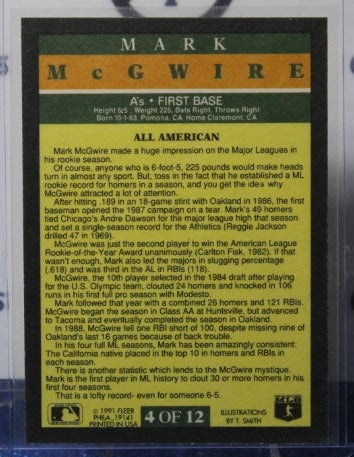 MARK
McGWIRE
A's • FIRST BASE
Height 6'5", Weight 225, Bats Right, Throws Right
Born 10-1-63, Pomona, CA Home Claremont, CA
ALL AMERICAN
Mark McGwire made a huge impression on the Major Leagues in
his rookie season.
Of course, anyone who is 6-foot-5, 225 pounds would make heads
turn in almost any sport. But, toss in the fact that he established a ML
rookie record for homers in a season, and you get the idea why
McGwire attracted a lot of attention.
After hitting .189 in an 18-game stint with Oakland in 1986, the first
baseman opened the 1987 campaign on a tear. Mark's 49 homers
tied Chicago's Andre Dawson for the major league high that season
and set a single-season record for the Athletics (Reggie Jackson
drilled 47 in 1969).
McGwire was just the second player to win the American League
Rookie-of-the-Year Award unanimously (Carlton Fisk, 1982). If that
wasn't enough, Mark also led the majors in slugging percentage
(.618) and was third in the AL in RBIs (118).
McGwire, the 10th player selected in the 1984 draft after playing
for the U.S. Olympic team, clouted 24 homers and knocked in 106
runs in his first full pro season with Modesto.
Mark followed that year with a combined 26 homers and 121 RBIs.
McGwire began the season in Class AA at Huntsville, but advanced
to Tacoma and eventually completed the season in Oakland.
In 1988, McGwire fell one RBI short of 100, despite missing nine of
Oakland's last 16 games because of back trouble.
In his four full ML seasons, Mark has been amazingly consistent:
The California native placed in the top 10 in homers and RBIs in
each season.
There is another statistic which lends to the McGwire mystique.
Mark is the first player in ML history to clout 30 or more homers in his
first four seasons.
That is a lofty record- even for someone 6-5.
© 1991 FLEER
PHILA., 19141
PRINTED IN USA
4 OF 12
ILLUSTRATIONS
BY T. SMITH